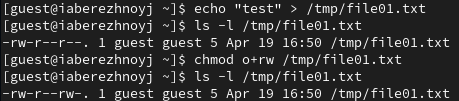 [guest@iaberezhnoyj ~]$ echo "test" > /tmp/file01.txt
[guest@iaberezhnoyj ~]$ ls -l /tmp/file01.txt
-rw-r--r--. 1 guest guest 5 Apr 19 16:50 /tmp/file01.txt
[guest@iaberezhnoyj ~]$ chmod o+rw /tmp/file01.txt
[guest@iaberezhnoyj ~]$ ls -l /tmp/file01.txt
-rw-r--rw-. 1 guest guest 5 Apr 19 16:50 /tmp/file01.txt